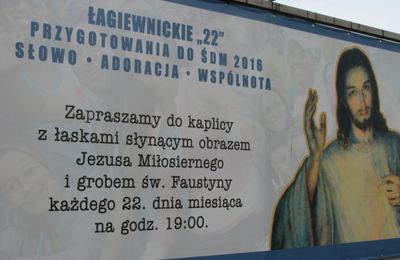 ŁAGIEWNICKIE „22”
PRZYGOTOWANIA DO ŚDM 2016
SŁOWO • ADORACJA • WSPÓLNOTA
Zapraszamy do kaplicy
z łaskami słynącym obrazem
Jezusa Miłosiernego
i grobem św. Faustyny
każdego 22. dnia miesiąca
na godz. 19:00.